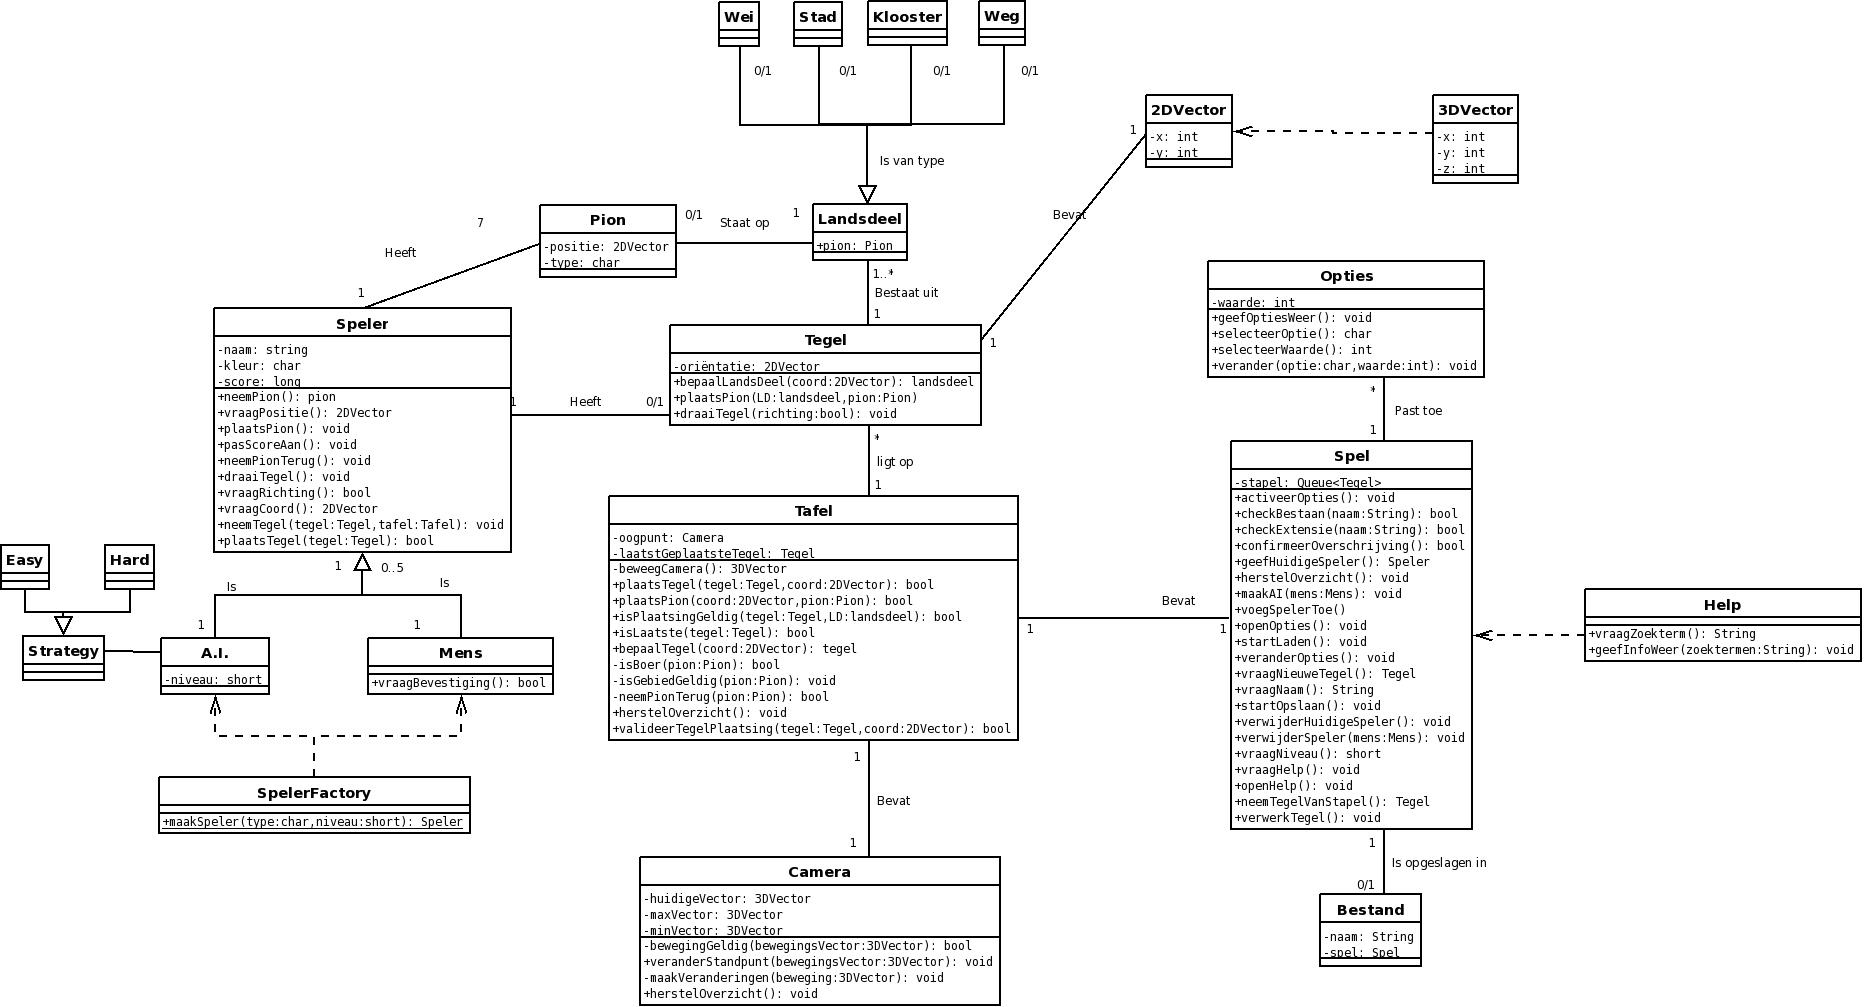 Wei
Stad
Klooster
Weg
0/1
0/1
0/1
0/1
Is van type
2DVector
-x: int
-y: int
3DVector
-x: int
-y: int
-z: int
1
Bevat
1
Pion
-positie: 2DVector
-type: char
0/1
Staat op
1
Landsdeel
+pion: Pion
7
Heeft
1
1..*
Bestaat uit
1
Opties
-waarde: int
+geefOptiesWeer(): void
+selecteerOptie(): char
+selecteerWaarde(): int
+verander(optie:char,waarde:int): void
Speler
-naam: string
-kleur: char
-score: long
+neemPion(): pion
+vraagPositie(): 2DVector
+plaatsPion(): void
+pasScoreAan(): void
+neemPionTerug(): void
+draaiTegel(): void
+vraagRichting(): bool
+vraagCoord(): 2DVector
+neemTegel(tegel:Tegel,tafel:Tafel): void
+plaatsTegel(tegel:Tegel): bool
1
Heeft
0/1
Tegel
-oriëntatie: 2DVector
+bepaalLandsDeel(coord:2DVector): landsdeel
+plaatsPion(LD:landsdeel,pion:Pion)
+draaiTegel(richting:bool): void
*
ligt op
1
*
Past toe
1
Tafel
-oogpunt: Camera
-laatstGeplaatsteTegel: Tegel
-beweegCamera(): 3DVector
+plaatsTegel(tegel:Tegel,coord:2DVector): bool
+plaatsPion(coord:2DVector,pion:Pion): bool
+isPlaatsingGeldig(tegel:Tegel,LD:landsdeel): bool
+isLaatste(tegel:Tegel): bool
+bepaalTegel(coord:2DVector): tegel
-isBoer(pion:Pion): bool
-isGebiedGeldig(pion:Pion): void
-neemPionTerug(pion:Pion): bool
+herstelOverzicht(): void
+valideerTegelPlaatsing(tegel:Tegel,coord:2DVector): bool
1
Bevat
1
Spel
-stapel: Queue<Tegel>
+activeerOpties(): void
+checkBestaan(naam:String): bool
+checkExtensie(naam:String): bool
+confirmeerOverschrijving(): bool
+geefHuidigeSpeler(): Speler
+herstelOverzicht(): void
+maakAI(mens:Mens): void
+voegSpelerToe()
+openOpties(): void
+startLaden(): void
+veranderOpties(): void
+vraagNieuweTegel(): Tegel
+vraagNaam(): String
+startOpslaan(): void
+verwijderHuidigeSpeler(): void
+verwijderSpeler(mens:Mens): void
+vraagNiveau(): short
+vraagHelp(): void
+openHelp(): void
+neemTegelVanStapel(): Tegel
+verwerkTegel(): void
Help
+vraagZoekterm(): String
+geefInfoWeer(zoektermen:String): void
Easy
Hard
1
0..5
Is
Is
1
1
Strategy
A.I.
-niveau: short
Mens
+vraagBevestiging(): bool
SpelerFactory
+maakSpeler(type:char,niveau:short): Speler
1
Bevat
1
Camera
-huidigeVector: 3DVector
-maxVector: 3DVector
-minVector: 3DVector
-bewegingGeldig(bewegingsVector:3DVector): bool
+veranderStandpunt(bewegingsVector:3DVector): void
-maakVeranderingen(beweging:3DVector): void
+herstelOverzicht(): void
1
Is opgeslagen in
0/1
Bestand
-naam: String
-spel: Spel